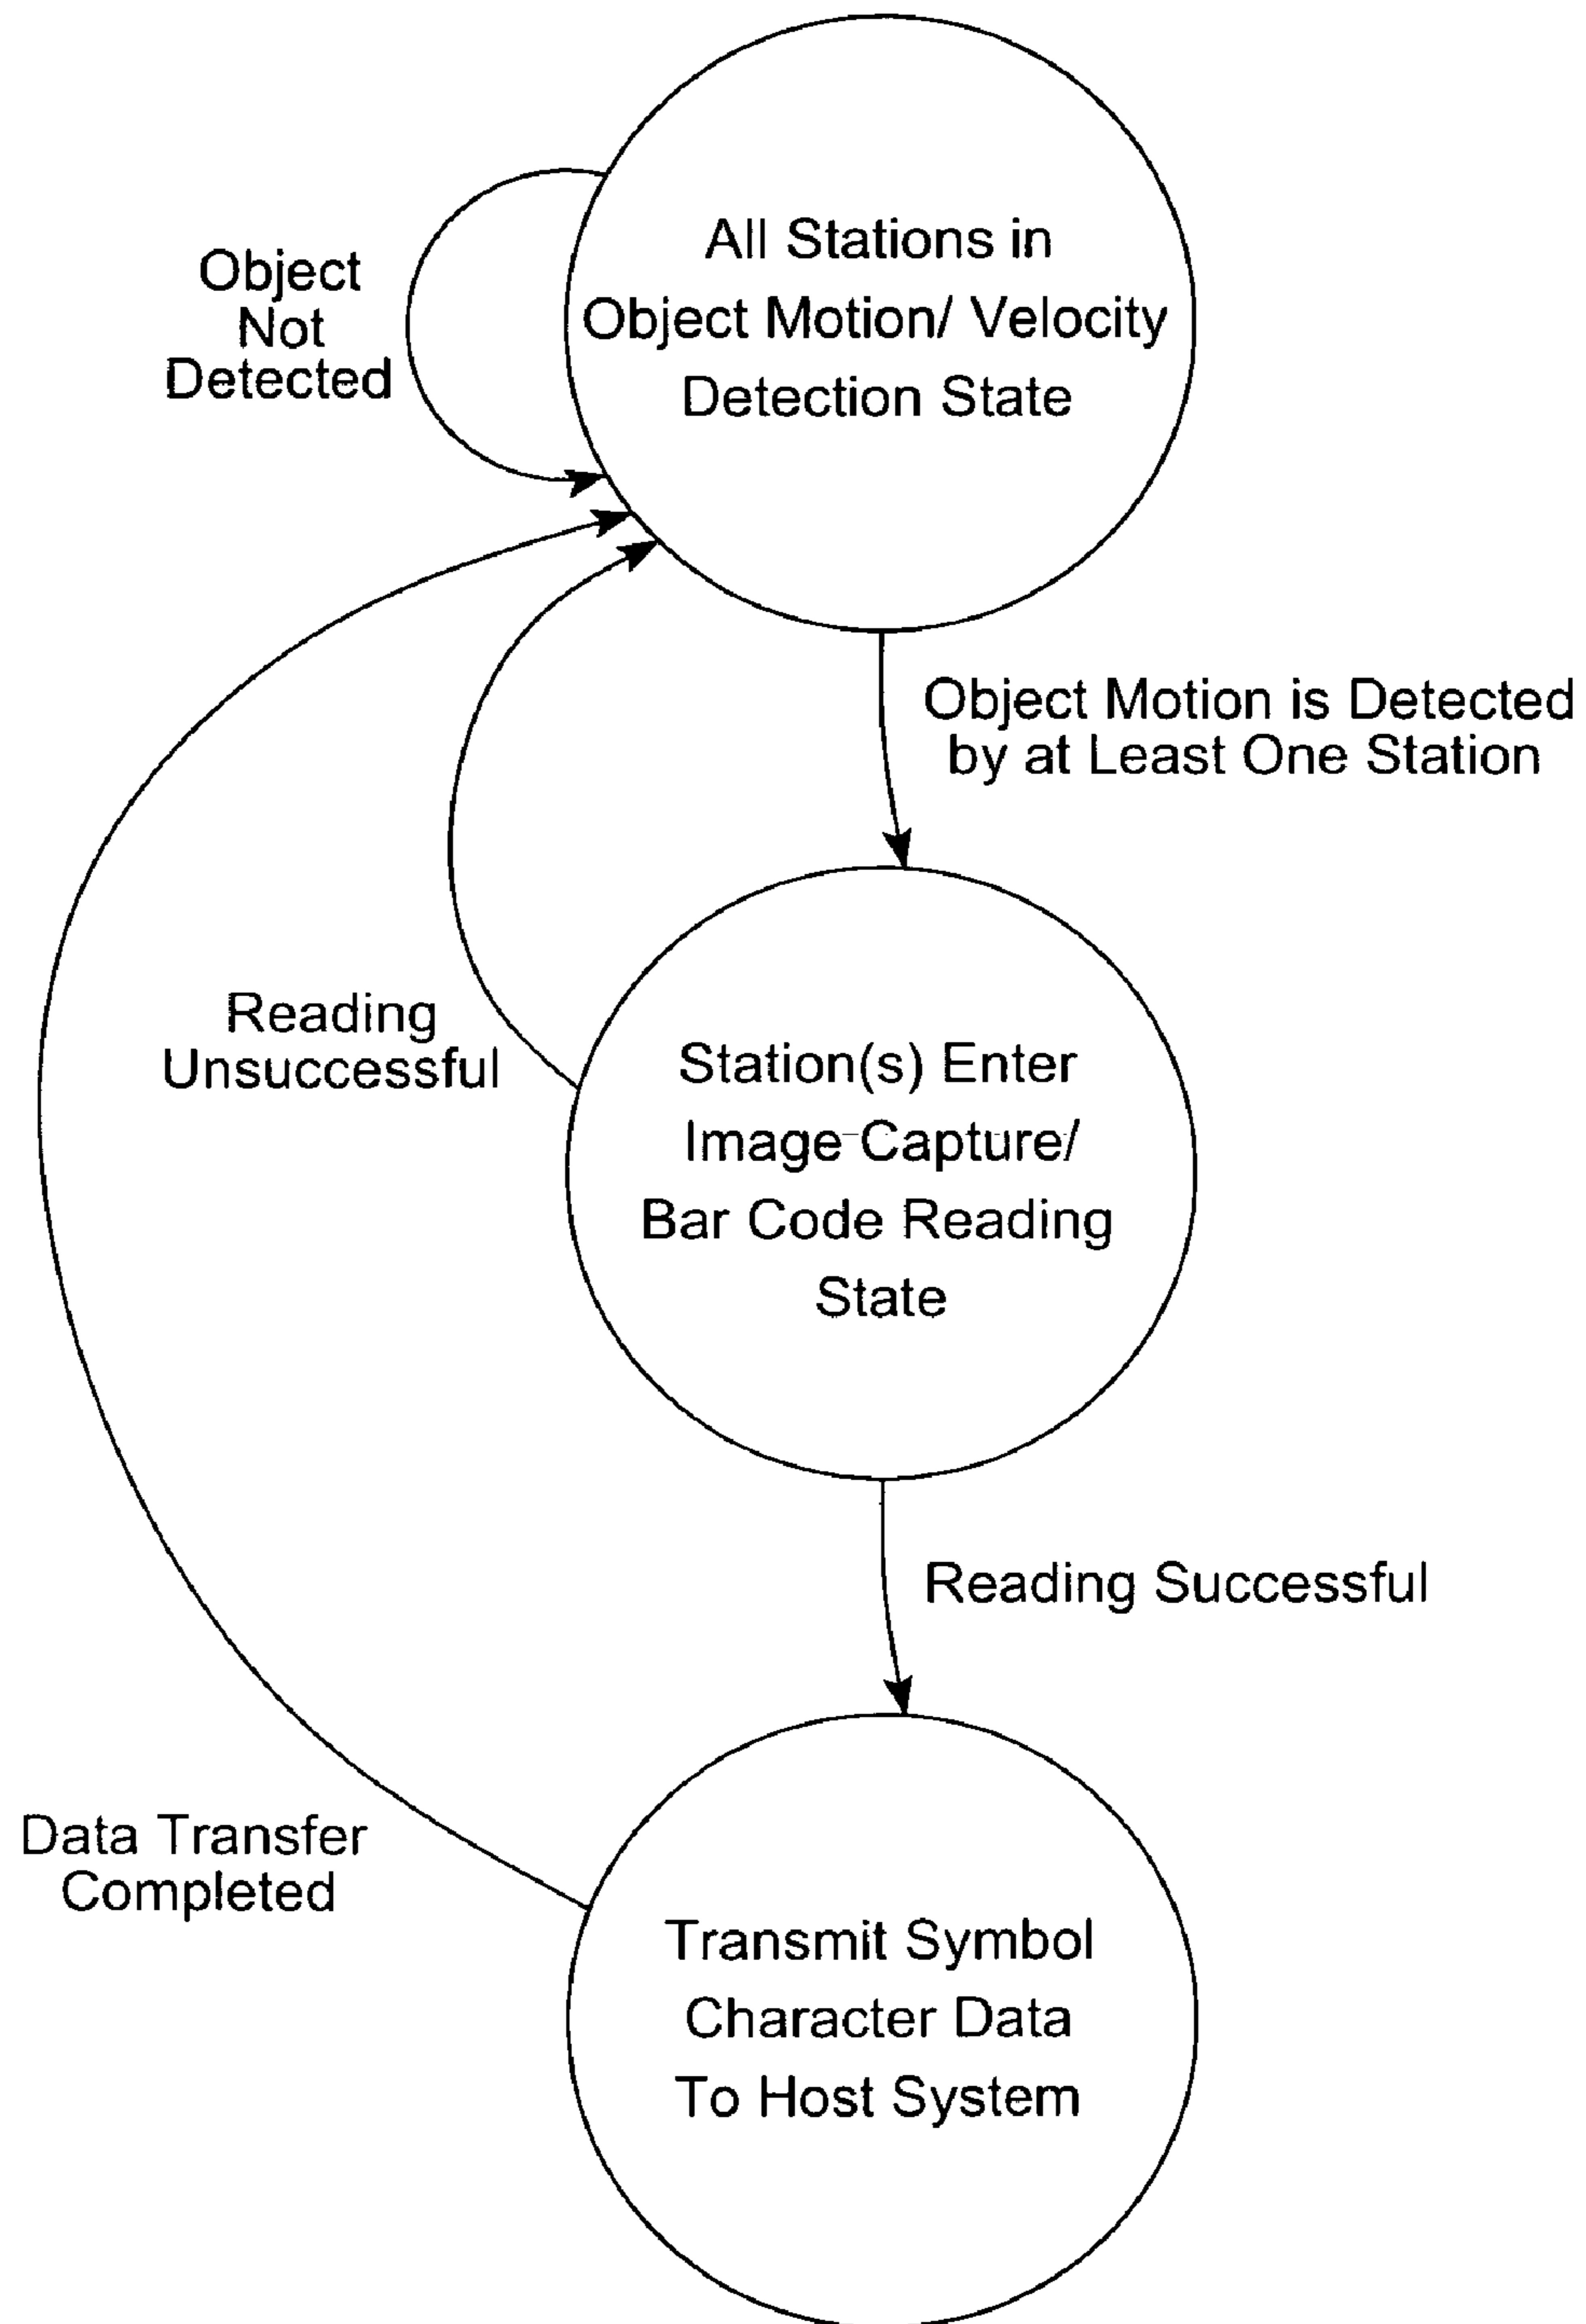 All Stations in
Object Motion/ Velocity
Detection State
Object
Not
Detected
Object Motion is Detected
by at Least One Station
Reading
Unsuccessful
Station(s) Enter
Image-Capture/
Bar Code Reading
State
Reading Successful
Data Transfer
Completed
Transmit Symbol
Character Data
To Host System